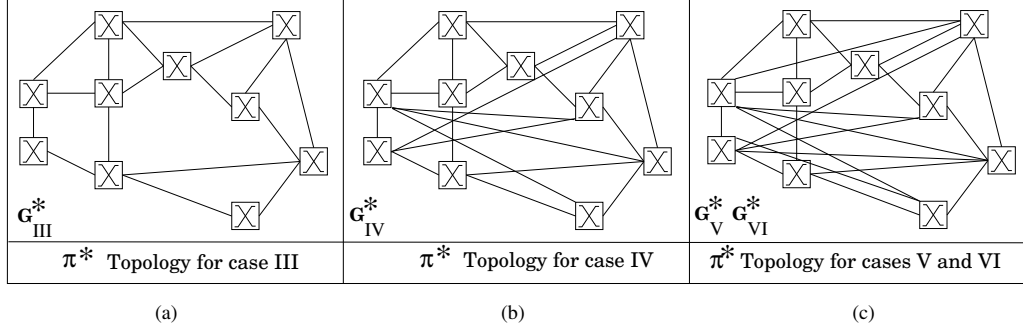 G*III
G*IV
G*V G*VI
π* Topology for case III
π* Topology for case IV
π* Topology for cases V and VI
(a)
(b)
(c)